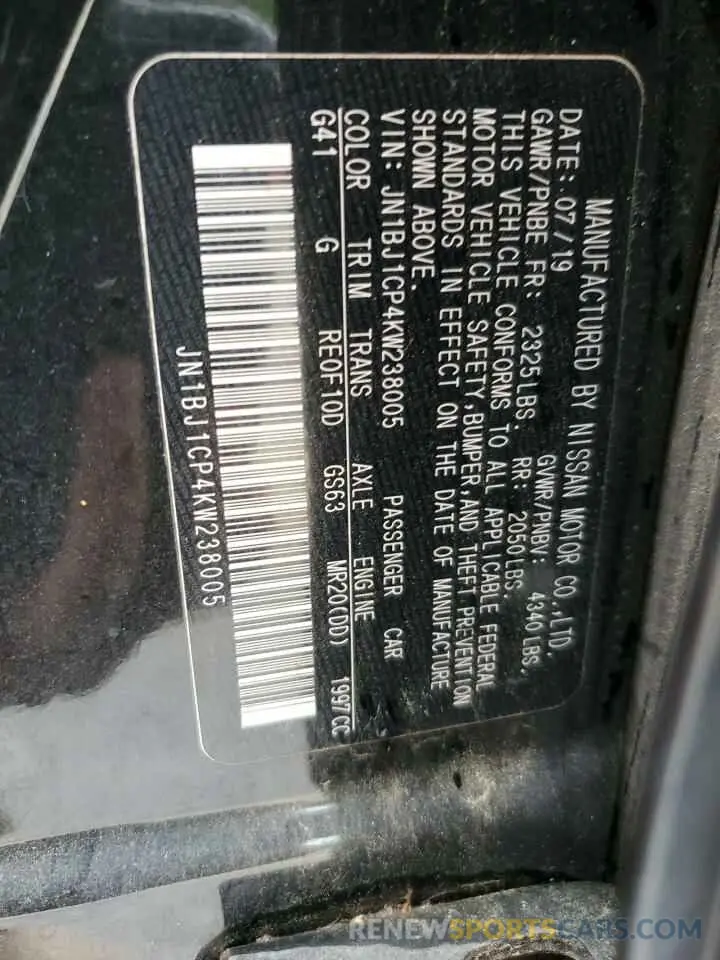 MANUFACTURED BY NISSAN MOTOR CO.,LTD.
DATE: 07/19 GVWR/PNBV: 4340LBS.
GAWR/PNBE FR: 2325LBS. RR: 2050LBS.
THIS VEHICLE CONFORMS TO ALL APPLICABLE FEDERAL
MOTOR VEHICLE SAFETY,BUMPER,AND THEFT PREVENTION
STANDARDS IN EFFECT ON THE DATE OF MANUFACTURE
SHOWN ABOVE.
VIN: JN1BJ1CP4KW238005 PASSENGER CAR
COLOR TRIM TRANS AXLE ENGINE
G41 G REOF10D GS63 MR20(DD) 1997CC
JN1BJ1CP4KW238005
RENEWSPORTSCARS.COM